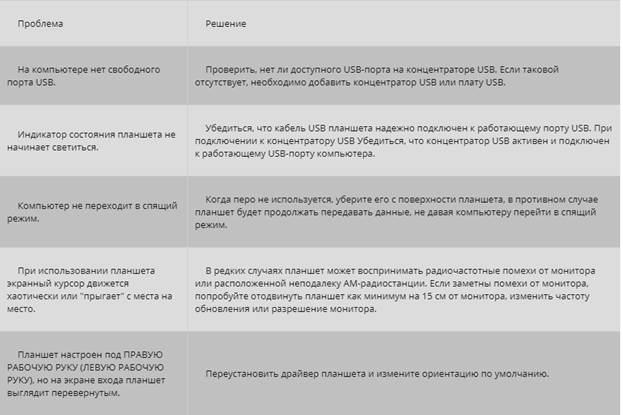 Проблема
Решение
На компьютере нет свободного
порта USB.
Проверить, нет ли доступного USB-порта на концентраторе USB. Если таковой
отсутствует, необходимо добавить концентратор USB или плату USB.
Индикатор состояния планшета не
начинает светиться.
Убедиться, что кабель USB планшета надежно подключен к работающему порту USB. При
подключении к концентратору USB Убедиться, что концентратор USB активен и подключен
к работающему USB-порту компьютера.
Компьютер не переходит в спящий
режим.
Когда перо не используется, уберите его с поверхности планшета, в противном случае
планшет будет продолжать передавать данные, не давая компьютеру перейти в спящий
режим.
При использовании планшета
экранный курсор движется
хаотически или "прыгает" с места на
место.
В редких случаях планшет может воспринимать радиочастотные помехи от монитора
или расположенной неподалеку АМ-радиостанции. Если заметны помехи от монитора,
попробуйте отодвинуть планшет как минимум на 15 см от монитора, изменить частоту
обновления или разрешение монитора.
Планшет настроен под ПРАВУЮ
РАБОЧУЮ РУКУ (ЛЕВУЮ РАБОЧУЮ
РУКУ), но на экране входа планшет
выглядит перевернутым.
Переустановить драйвер планшета и измените ориентацию по умолчанию.